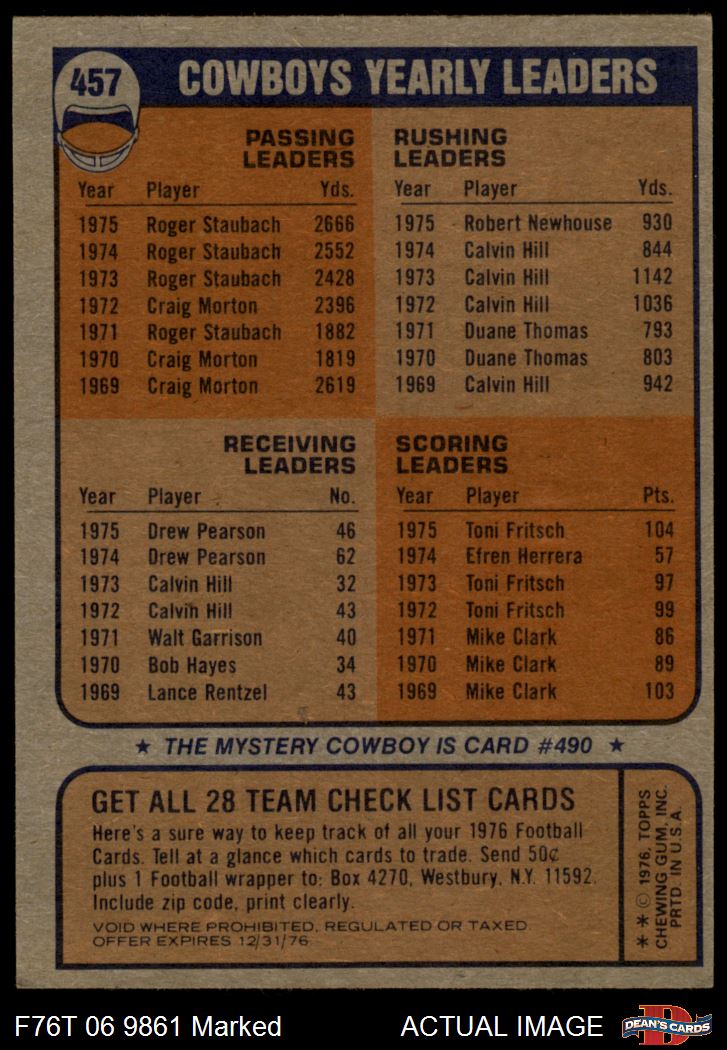 457
COWBOYS YEARLY LEADERS
PASSING
LEADERS
Year Player Yds.
1975 Roger Staubach 2666
1974 Roger Staubach 2552
1973 Roger Staubach 2428
1972 Craig Morton 2396
1971 Roger Staubach 1882
1970 Craig Morton 1819
1969 Craig Morton 2619
RUSHING
LEADERS
Year Player Yds.
1975 Robert Newhouse 930
1974 Calvin Hill 844
1973 Calvin Hill 1142
1972 Calvin Hill 1036
1971 Duane Thomas 793
1970 Duane Thomas 803
1969 Calvin Hill 942
RECEIVING
LEADERS
Year Player No.
1975 Drew Pearson 46
1974 Drew Pearson 62
1973 Calvin Hill 32
1972 Calvin Hill 43
1971 Walt Garrison 40
1970 Bob Hayes 34
1969 Lance Rentzel 43
SCORING
LEADERS
Year Player Pts.
1975 Toni Fritsch 104
1974 Efren Herrera 57
1973 Toni Fritsch 97
1972 Toni Fritsch 99
1971 Mike Clark 86
1970 Mike Clark 89
1969 Mike Clark 103
★ THE MYSTERY COWBOY IS CARD #490 ★
GET ALL 28 TEAM CHECK LIST CARDS
Here's a sure way to keep track of all your 1976 Football
Cards. Tell at a glance which cards to trade. Send 50¢
plus 1 Football wrapper to: Box 4270, Westbury, N.Y. 11592.
Include zip code, print clearly.
VOID WHERE PROHIBITED, REGULATED OR TAXED.
OFFER EXPIRES 12/31/76
** © 1976, TOPPS
CHEWING GUM, INC.
PRTD. IN U.S.A.
F76T 06 9861 Marked
ACTUAL IMAGE
D
DEAN'S CARDS